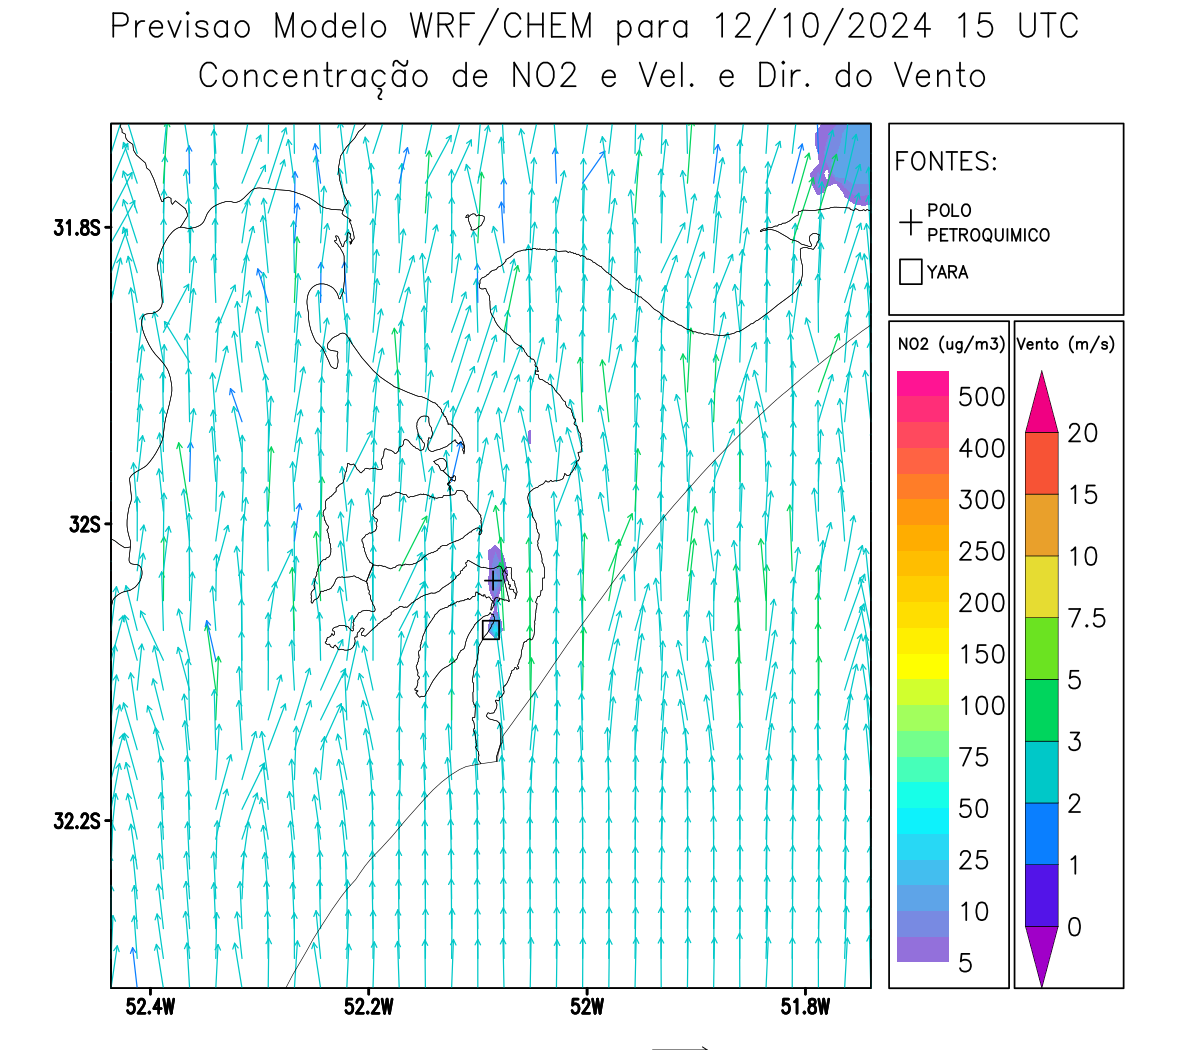 Previsao Modelo WRF/CHEM para 12/10/2024 15 UTC
Concentração de NO2 e Vel. e Dir. do Vento
FONTES:
POLO
PETROQUIMICO
YARA
NO2 (ug/m3)
500
400
300
250
200
150
100
75
50
25
10
5
Vento (m/s)
20
15
10
7.5
5
3
2
1
0
31.8S
32S
32.2S
52.4W
52.2W
52W
51.8W